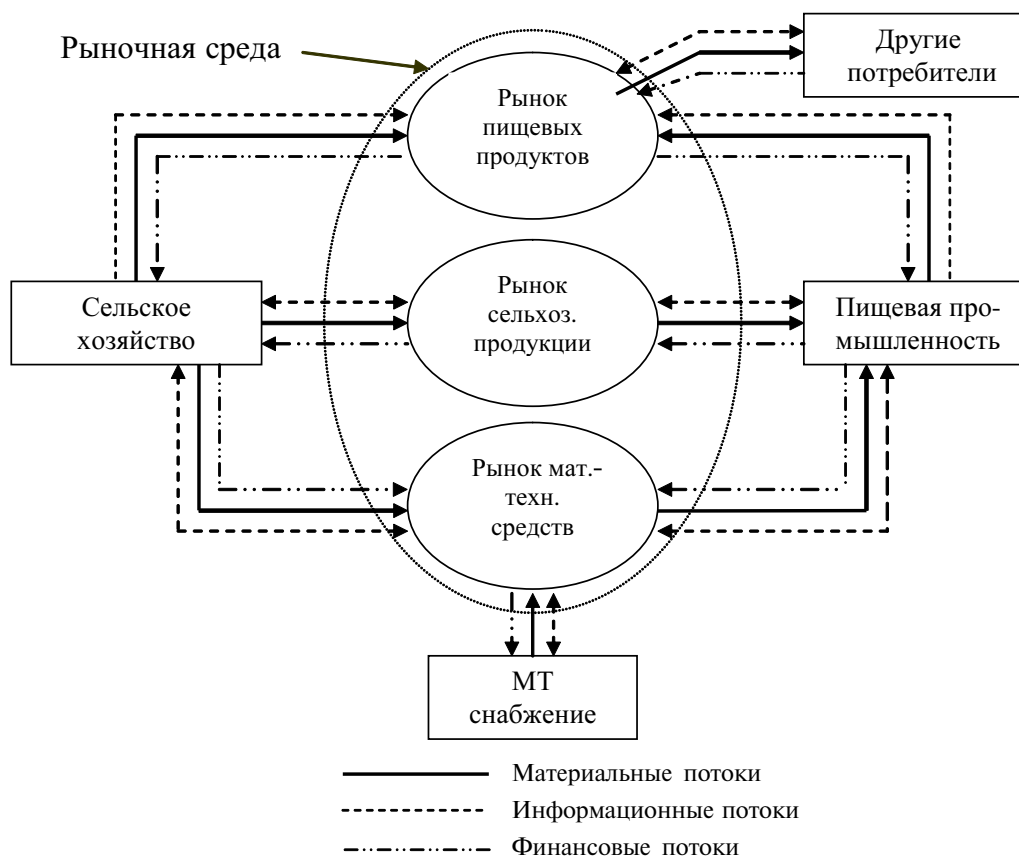 Рыночная среда
Другие
потребители
Рынок
пищевых
продуктов
Сельское
хозяйство
Рынок
сельхоз.
продукции
Пищевая про-
мышленность
Рынок мат.-
техн.
средств
МТ
снабжение
Материальные потоки
Информационные потоки
Финансовые потоки